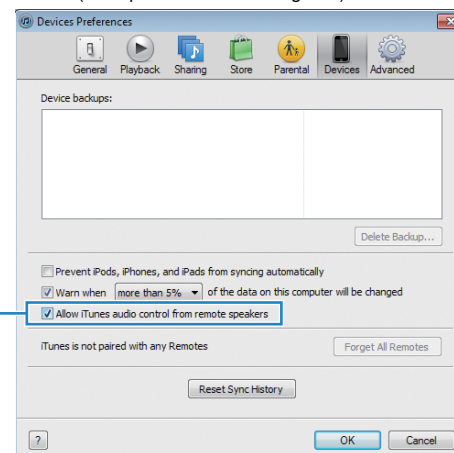 Devices Preferences
General Playback Sharing Store Parental Devices Advanced
Device backups:
Delete Backup...
Prevent iPods, iPhones, and iPads from syncing automatically
Warn when more than 5% of the data on this computer will be changed
Allow iTunes audio control from remote speakers
iTunes is not paired with any Remotes
Forget All Remotes
Reset Sync History
? OK Cancel